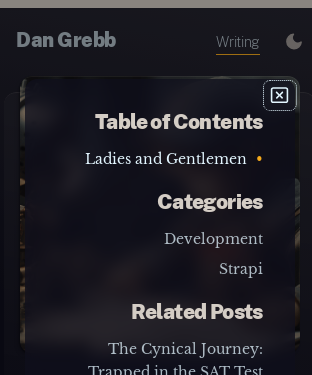 Dan Grebb
Writing
Table of Contents
Ladies and Gentlemen
Categories
Development
Strapi
Related Posts
The Cynical Journey:
Trapped in the SAT Test